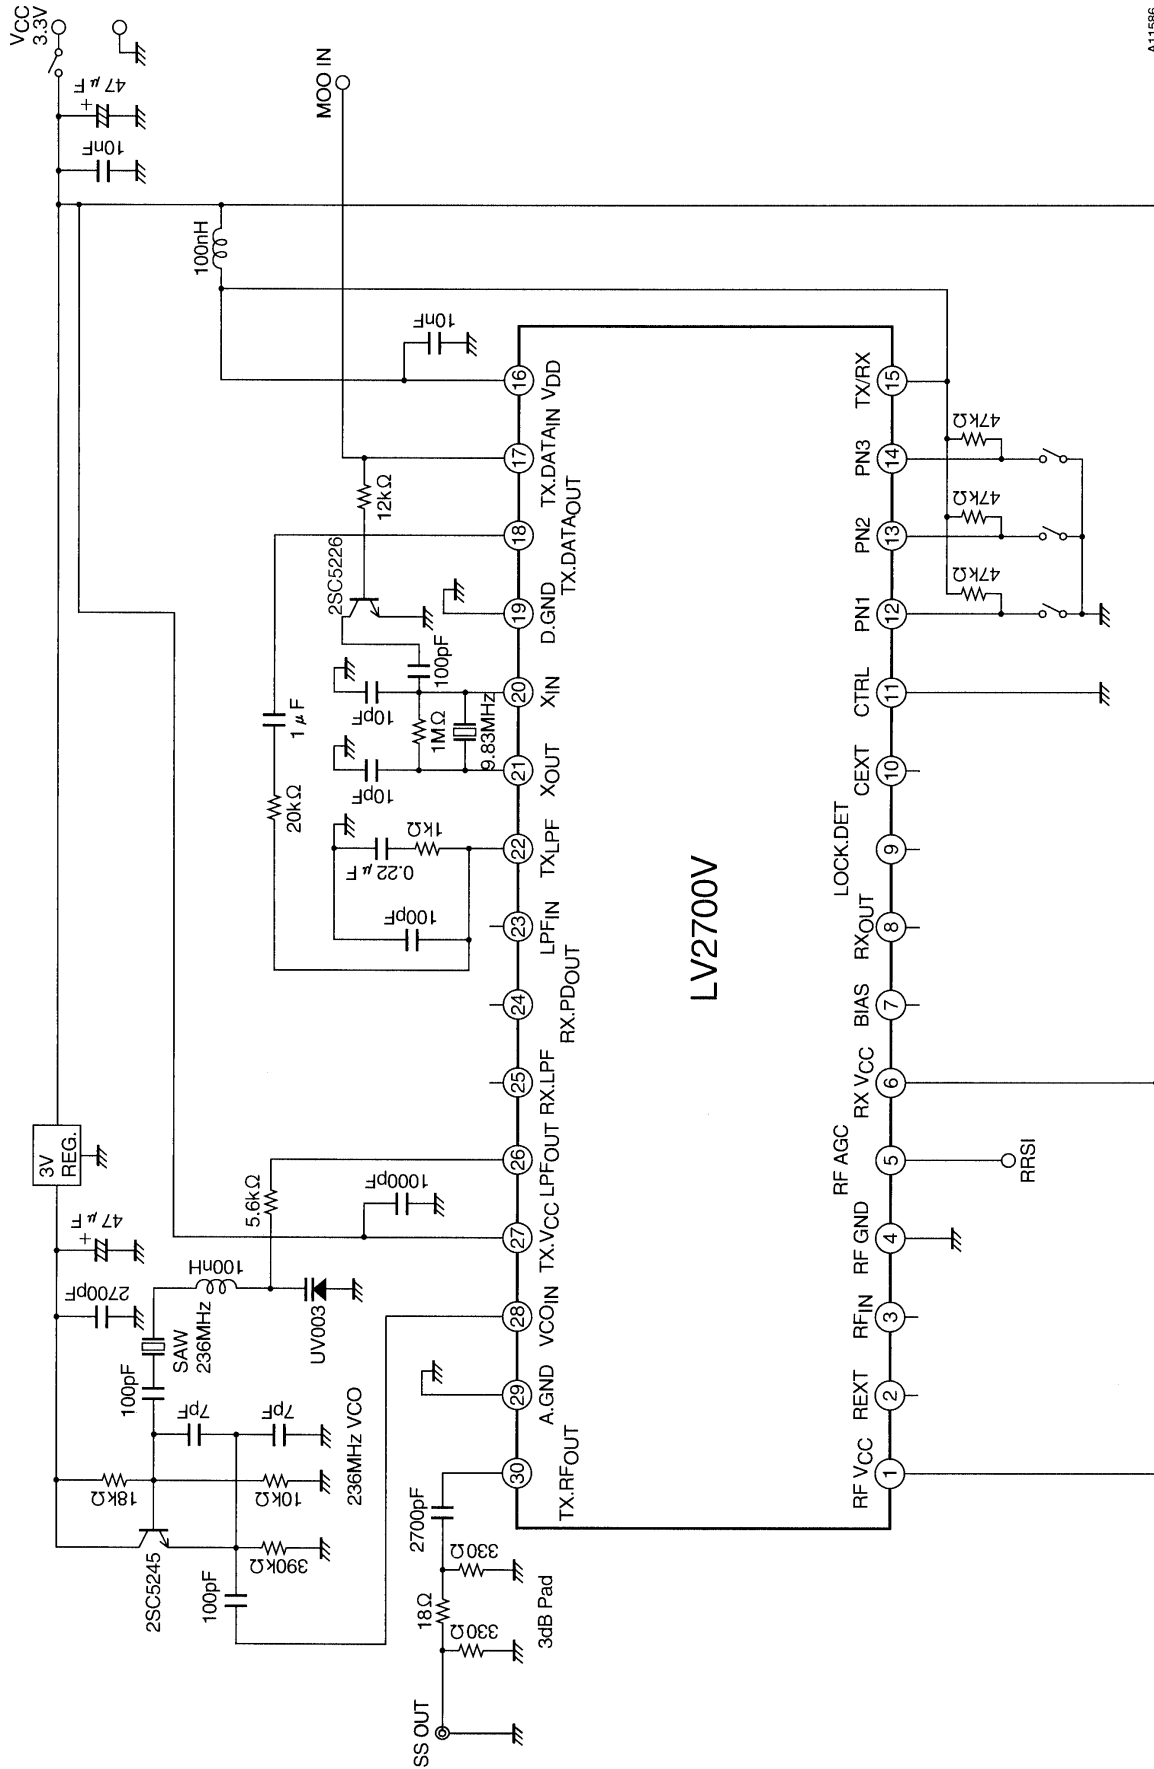 VCC
3.3V
47μF
+
10nF
MOO IN
100nH
10nF
3V
REG.
47μF
+
2700pF
100pF
SAW
236MHz
100nH
5.6kΩ
1000pF
UV003
7pF
7pF
18kΩ
10kΩ
236MHz VCO
2SC5245
390kΩ
100pF
20kΩ
1μF
100pF
0.22μF
1kΩ
10pF
10pF
1MΩ
9.83MHz
100pF
2SC5226
12kΩ
SS OUT
330Ω
18Ω
330Ω
3dB Pad
2700pF
30
29
28
27
26
25
24
23
22
21
20
19
18
17
16
TX.RFOUT
A.GND
VCOIN
TX.VCC
LPFOUT
RX.LPF
RX.PDOUT
LPFIN
TXLPF
XOUT
XIN
D.GND
TX.DATAOUT
TX.DATAIN
VDD
LV2700V
RF VCC
REXT
RFIN
RF GND
RF AGC
RX VCC
BIAS
RXOUT
LOCK.DET
CEXT
CTRL
PN1
PN2
PN3
TX/RX
1
2
3
4
5
6
7
8
9
10
11
12
13
14
15
47kΩ
47kΩ
47kΩ
RRSI
A11586